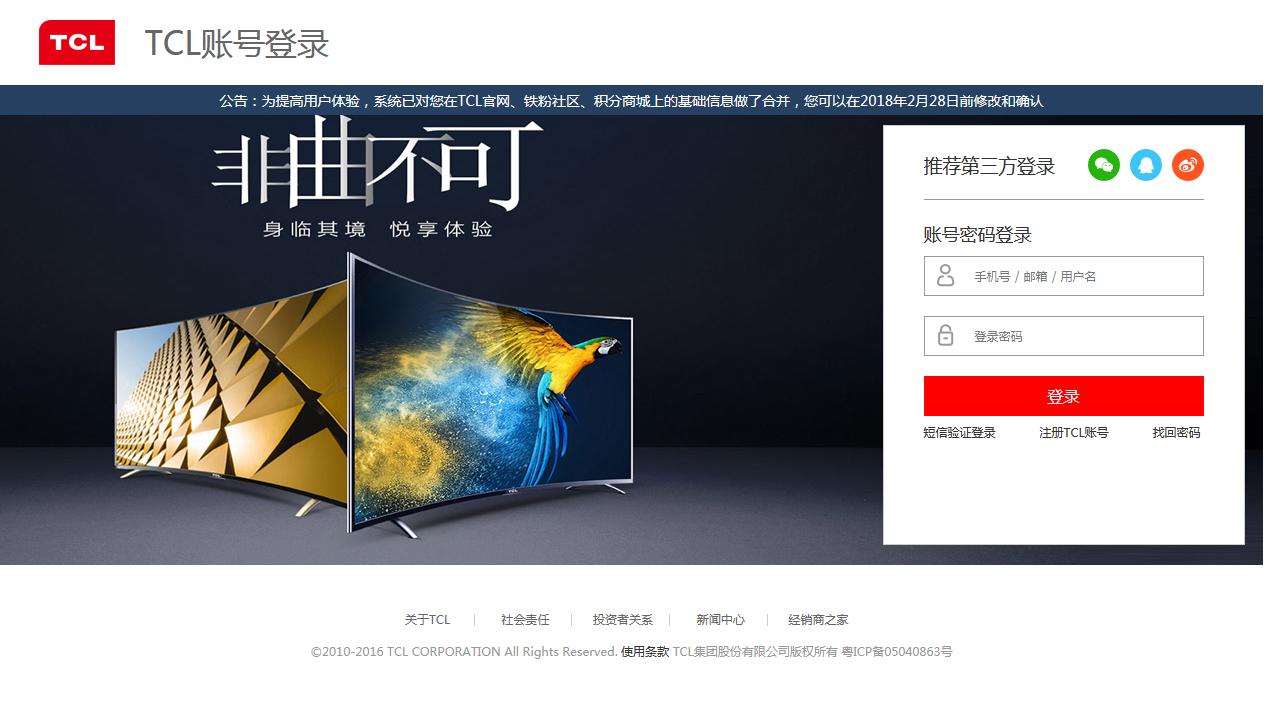 TCL
TCL账号登录
公告：为提高用户体验，系统已对您在TCL官网、铁粉社区、积分商城上的基础信息做了合并，您可以在2018年2月28日前修改和确认
非曲不可
身临其境 悦享体验
推荐第三方登录
账号密码登录
手机号 / 邮箱 / 用户名
登录密码
登录
短信验证登录 注册TCL账号 找回密码
TCL
TCL
关于TCL | 社会责任 | 投资者关系 | 新闻中心 | 经销商之家
©2010-2016 TCL CORPORATION All Rights Reserved. 使用条款 TCL集团股份有限公司版权所有 粤ICP备05040863号